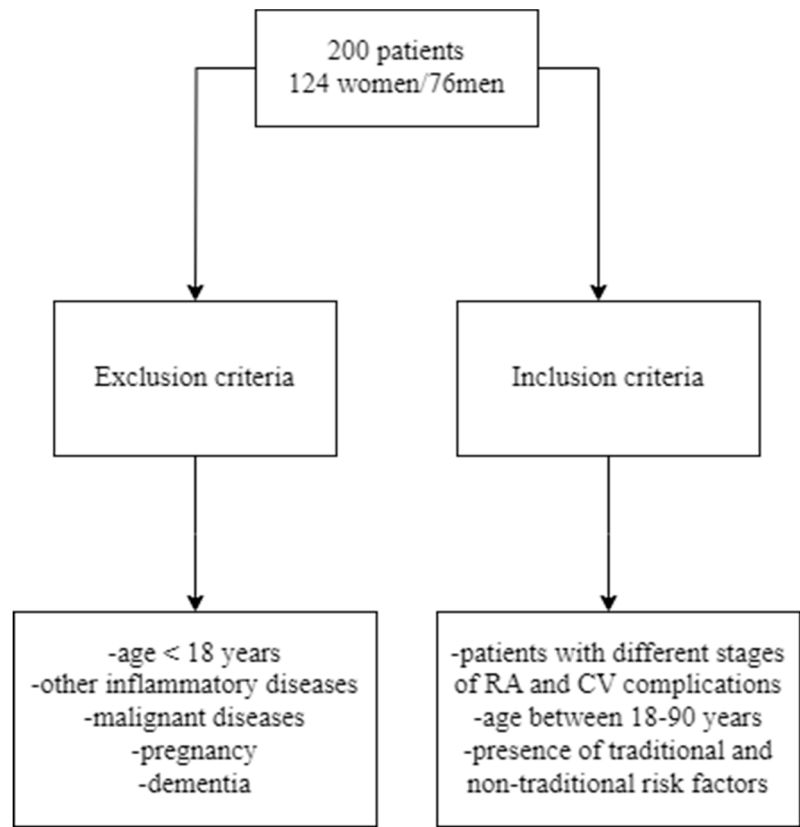 200 patients
124 women/76men
Exclusion criteria
Inclusion criteria
-age < 18 years
-other inflammatory diseases
-malignant diseases
-pregnancy
-dementia
-patients with different stages
of RA and CV complications
-age between 18-90 years
-presence of traditional and
non-traditional risk factors